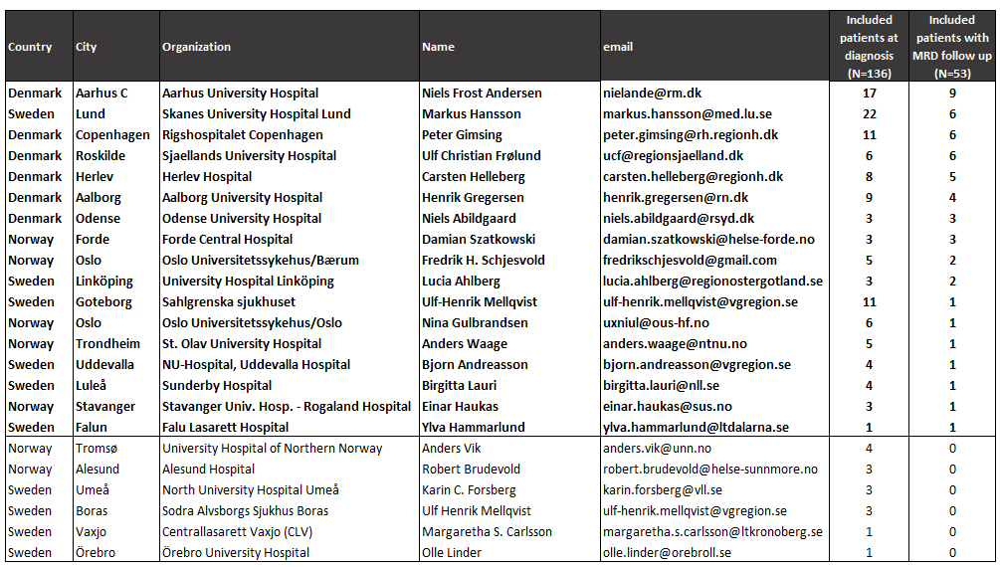 Country City Organization Name email Included patients at diagnosis (N=136) Included patients with MRD follow up (N=53)
Denmark Aarhus C Aarhus University Hospital Niels Frost Andersen nielande@rm.dk 17 9
Sweden Lund Skanes University Hospital Lund Markus Hansson markus.hansson@med.lu.se 22 6
Denmark Copenhagen Rigshospitalet Copenhagen Peter Gimsing peter.gimsing@rh.regionh.dk 11 6
Denmark Roskilde Sjaellands University Hospital Ulf Christian Frølund ucf@regionsjaelland.dk 6 6
Denmark Herlev Herlev Hospital Carsten Helleberg carsten.helleberg@regionh.dk 8 5
Denmark Aalborg Aalborg University Hospital Henrik Gregersen henrik.gregersen@rn.dk 9 4
Denmark Odense Odense University Hospital Niels Abildgaard niels.abildgaard@rsyd.dk 3 3
Norway Forde Forde Central Hospital Damian Szatkowski damian.szatkowski@helse-forde.no 3 3
Norway Oslo Oslo Universitetssykehus/Bærum Fredrik H. Schjesvold fredrikschjesvold@gmail.com 5 2
Sweden Linköping University Hospital Linköping Lucia Ahlberg lucia.ahlberg@regionostergotland.se 3 2
Sweden Goteborg Sahlgrenska sjukhuset Ulf-Henrik Mellqvist ulf-henrik.mellqvist@vgregion.se 11 1
Norway Oslo Oslo Universitetssykehus/Oslo Nina Gulbrandsen uxniul@ous-hf.no 6 1
Norway Trondheim St. Olav University Hospital Anders Waage anders.waage@ntnu.no 5 1
Sweden Uddevalla NU-Hospital, Uddevalla Hospital Bjorn Andreasson bjorn.andreasson@vgregion.se 4 1
Sweden Luleå Sunderby Hospital Birgitta Lauri birgitta.lauri@nll.se 4 1
Norway Stavanger Stavanger Univ. Hosp. - Rogaland Hospital Einar Haukas einar.haukas@sus.no 3 1
Sweden Falun Falu Lasarett Hospital Ylva Hammarlund ylva.hammarlund@ltdalarna.se 1 1
Norway Tromsø University Hospital of Northern Norway Anders Vik anders.vik@unn.no 4 0
Norway Alesund Alesund Hospital Robert Brudevold robert.brudevold@helse-sunnmore.no 3 0
Sweden Umeå North University Hospital Umeå Karin C. Forsberg karin.forsberg@vll.se 3 0
Sweden Boras Sodra Alvsborgs Sjukhus Boras Ulf Henrik Mellqvist ulf-henrik.mellqvist@vgregion.se 3 0
Sweden Vaxjo Centrallasarett Vaxjo (CLV) Margaretha S. Carlsson margaretha.s.carlsson@ltkronoberg.se 1 0
Sweden Örebro Örebro University Hospital Olle Linder olle.linder@orebroll.se 1 0